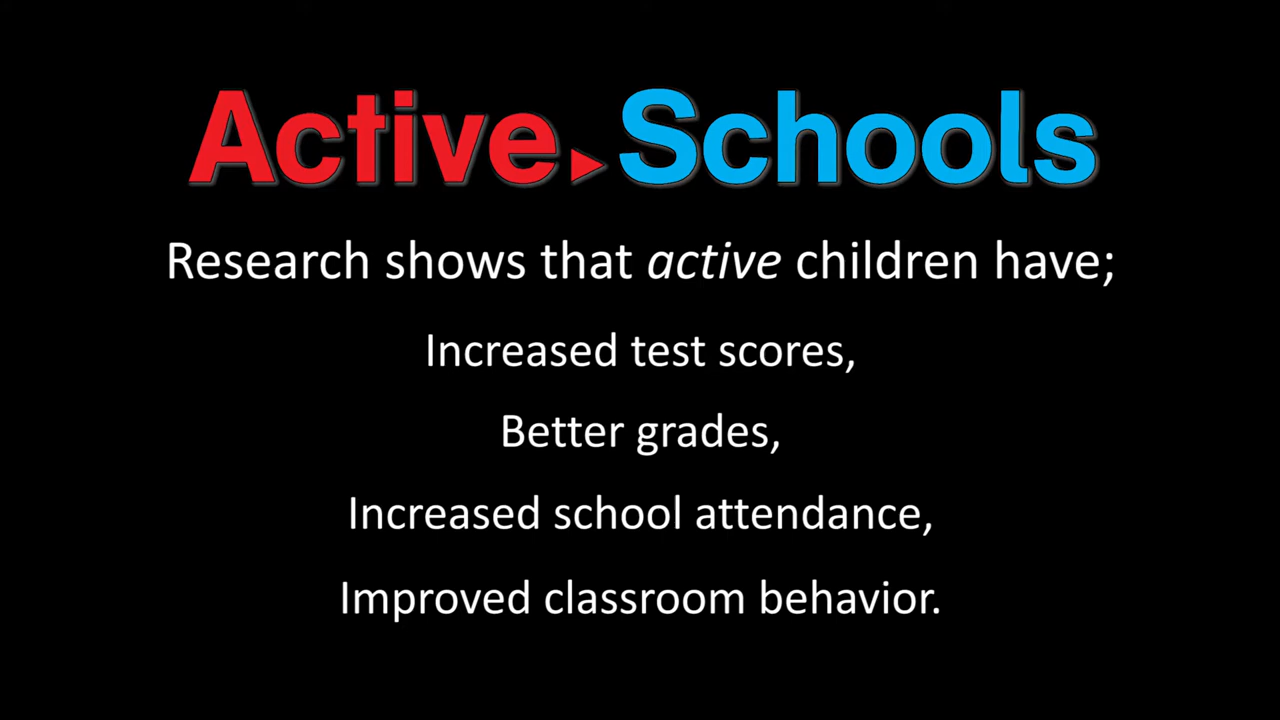 Active Schools
Research shows that active children have;
Increased test scores,
Better grades,
Increased school attendance,
Improved classroom behavior.